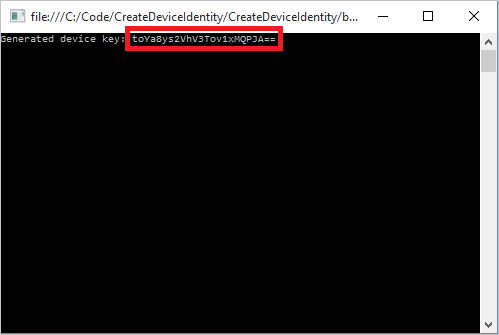 file:///C:/Code/CreateDeviceIdentity/CreateDeviceIdentity/b...
Generated device key: toYa8ys2VhV3Tov1xMQPJA==